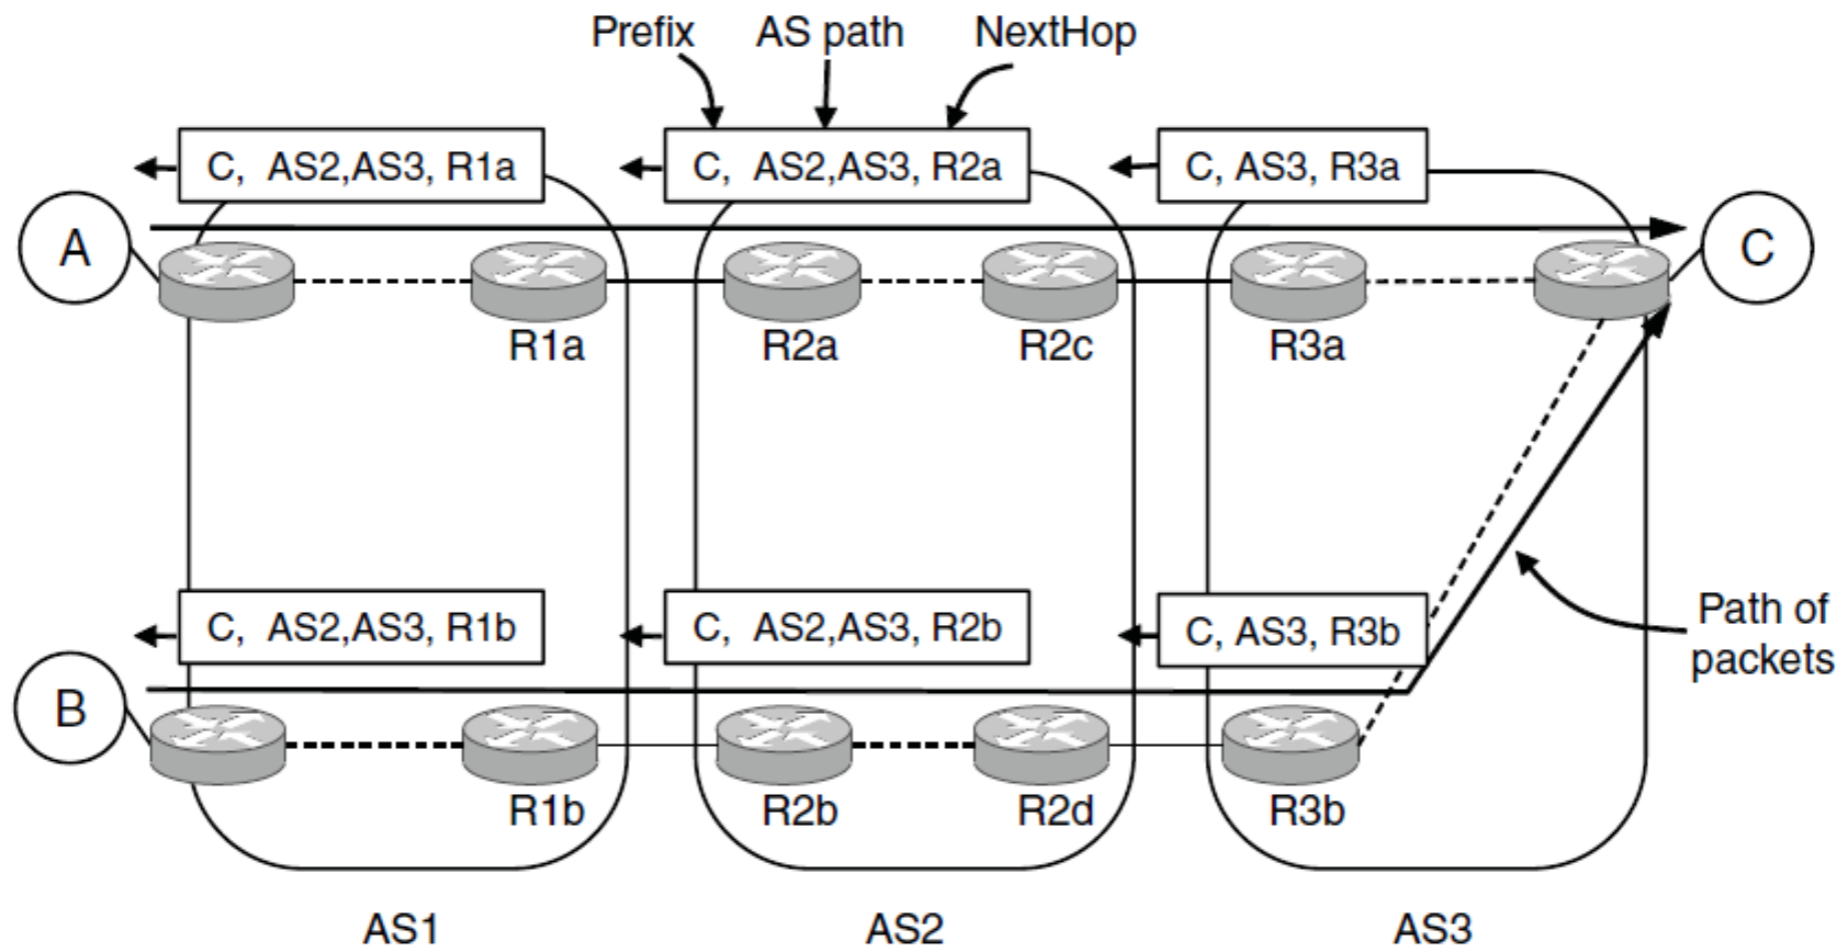 Prefix AS path NextHop
C, AS2,AS3, R1a
C, AS2,AS3, R2a
C, AS3, R3a
A
C
R1a
R2a
R2c
R3a
C, AS2,AS3, R1b
C, AS2,AS3, R2b
C, AS3, R3b
Path of
packets
B
R1b
R2b
R2d
R3b
AS1
AS2
AS3